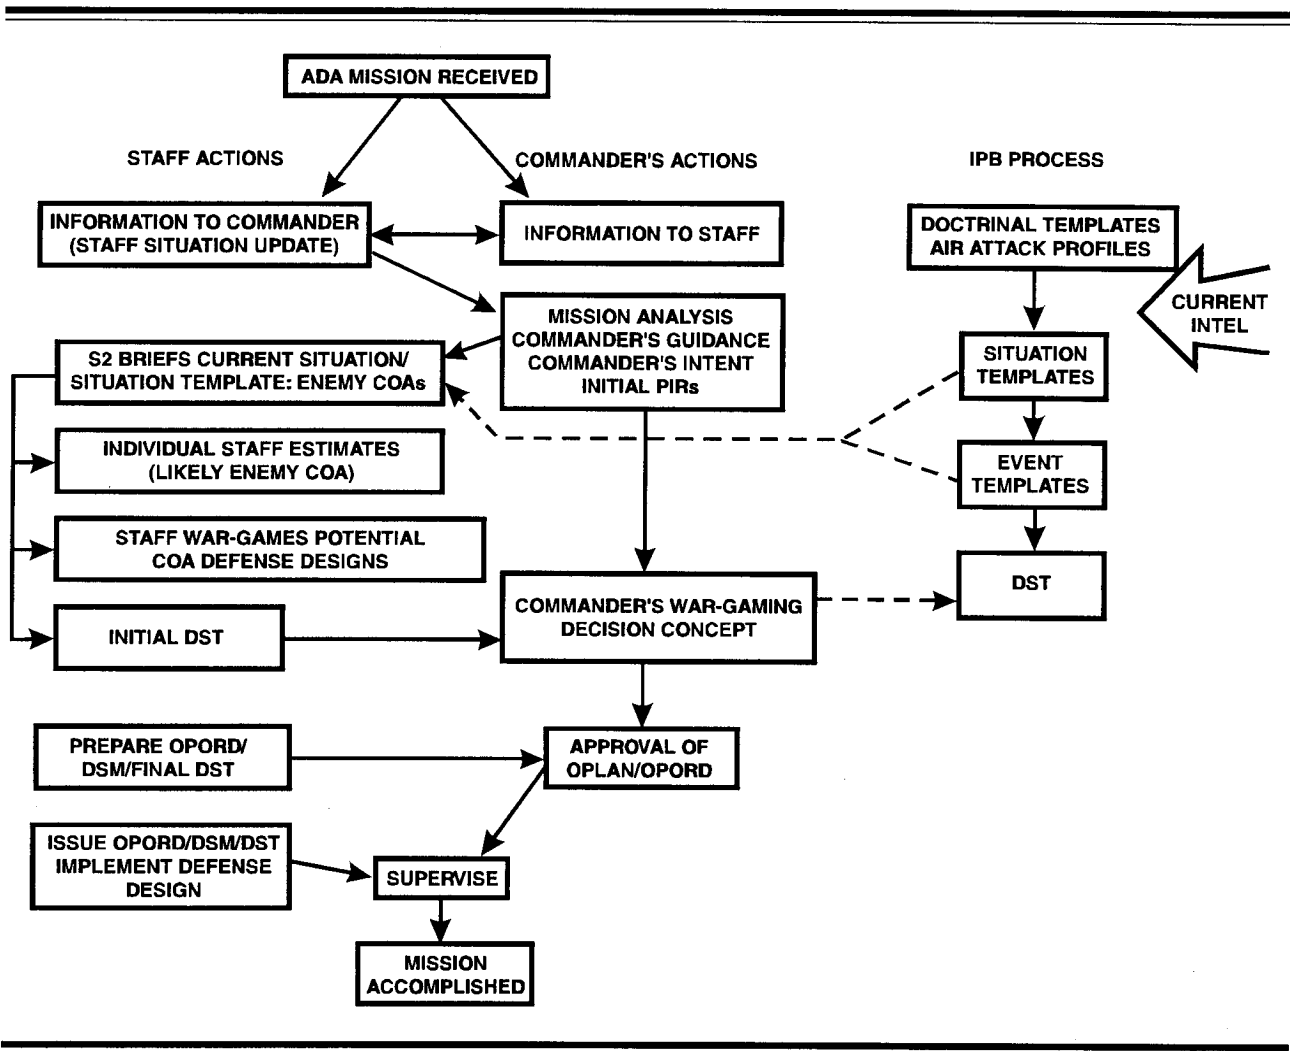 ADA MISSION RECEIVED
STAFF ACTIONS
COMMANDER'S ACTIONS
IPB PROCESS
INFORMATION TO COMMANDER
(STAFF SITUATION UPDATE)
INFORMATION TO STAFF
DOCTRINAL TEMPLATES
AIR ATTACK PROFILES
CURRENT
INTEL
MISSION ANALYSIS
COMMANDER'S GUIDANCE
COMMANDER'S INTENT
INITIAL PIRs
S2 BRIEFS CURRENT SITUATION/
SITUATION TEMPLATE: ENEMY COAs
SITUATION
TEMPLATES
INDIVIDUAL STAFF ESTIMATES
(LIKELY ENEMY COA)
EVENT
TEMPLATES
STAFF WAR-GAMES POTENTIAL
COA DEFENSE DESIGNS
DST
COMMANDER'S WAR-GAMING
DECISION CONCEPT
INITIAL DST
PREPARE OPORD/
DSM/FINAL DST
APPROVAL OF
OPLAN/OPORD
ISSUE OPORD/DSM/DST
IMPLEMENT DEFENSE
DESIGN
SUPERVISE
MISSION
ACCOMPLISHED